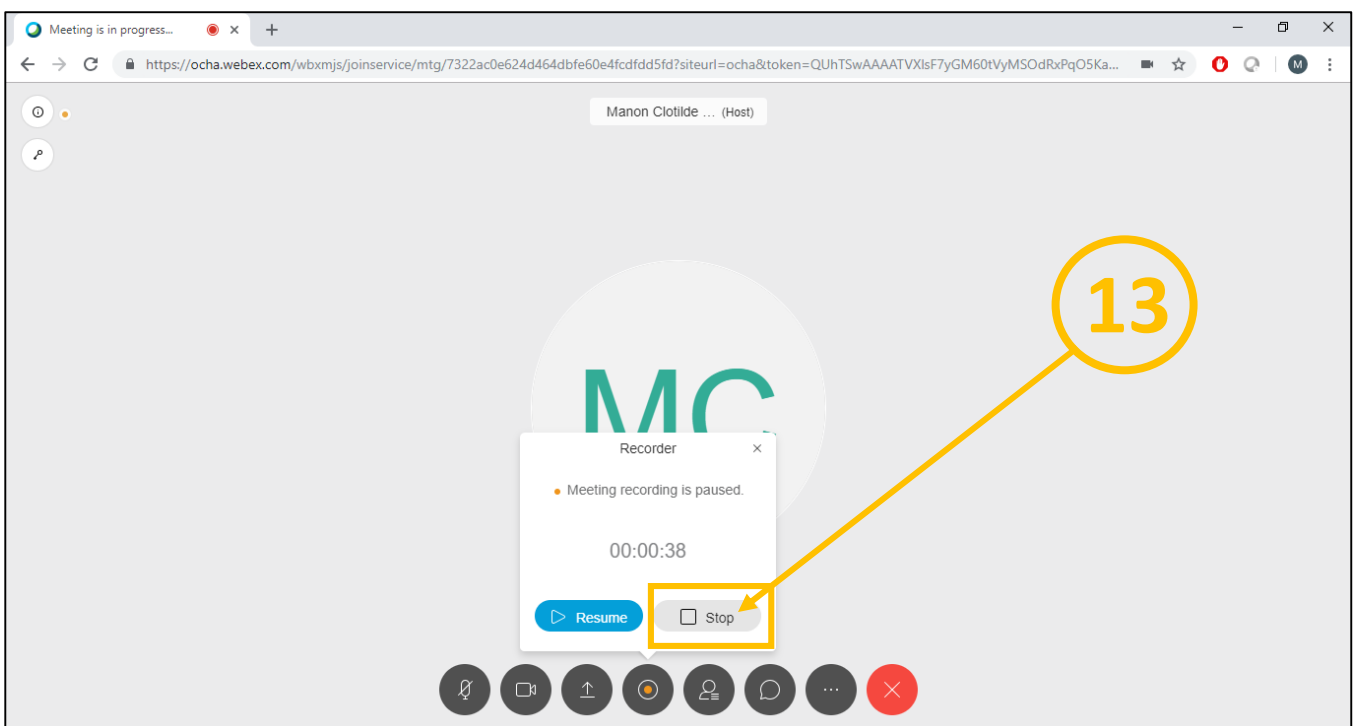 Meeting is in progress...
https://ocha.webex.com/wbxmjs/joinservice/mtg/7322ac0e624d464dbfe60e4fcdfdd5fd?siteurl=ocha&token=QUhTSwAAAATVXIsF7yGM60tVyMSOdRxPqO5Ka...
M
Manon Clotilde ... (Host)
13
MC
Recorder
Meeting recording is paused.
00:00:38
Resume
Stop